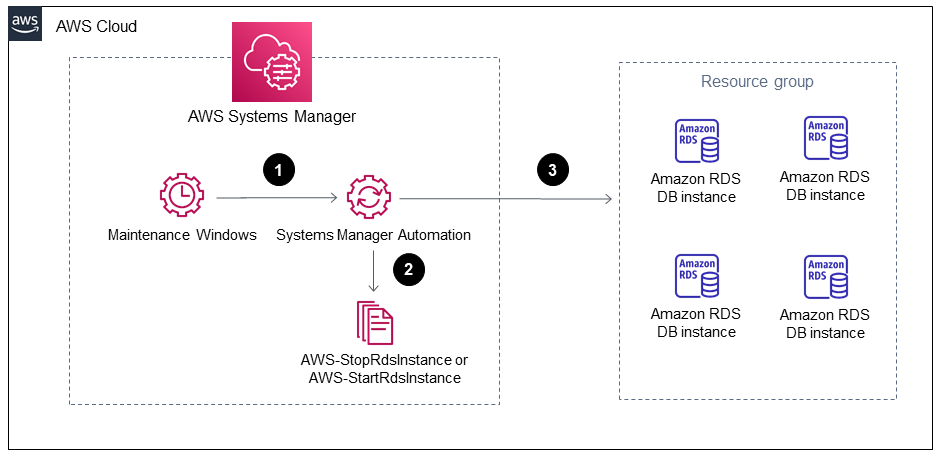 aws
AWS Cloud
AWS Systems Manager
1
Maintenance Windows
Systems Manager Automation
2
AWS-StopRdsInstance or
AWS-StartRdsInstance
3
Resource group
Amazon
RDS
Amazon RDS
DB instance
Amazon
RDS
Amazon RDS
DB instance
Amazon
RDS
Amazon RDS
DB instance
Amazon
RDS
Amazon RDS
DB instance